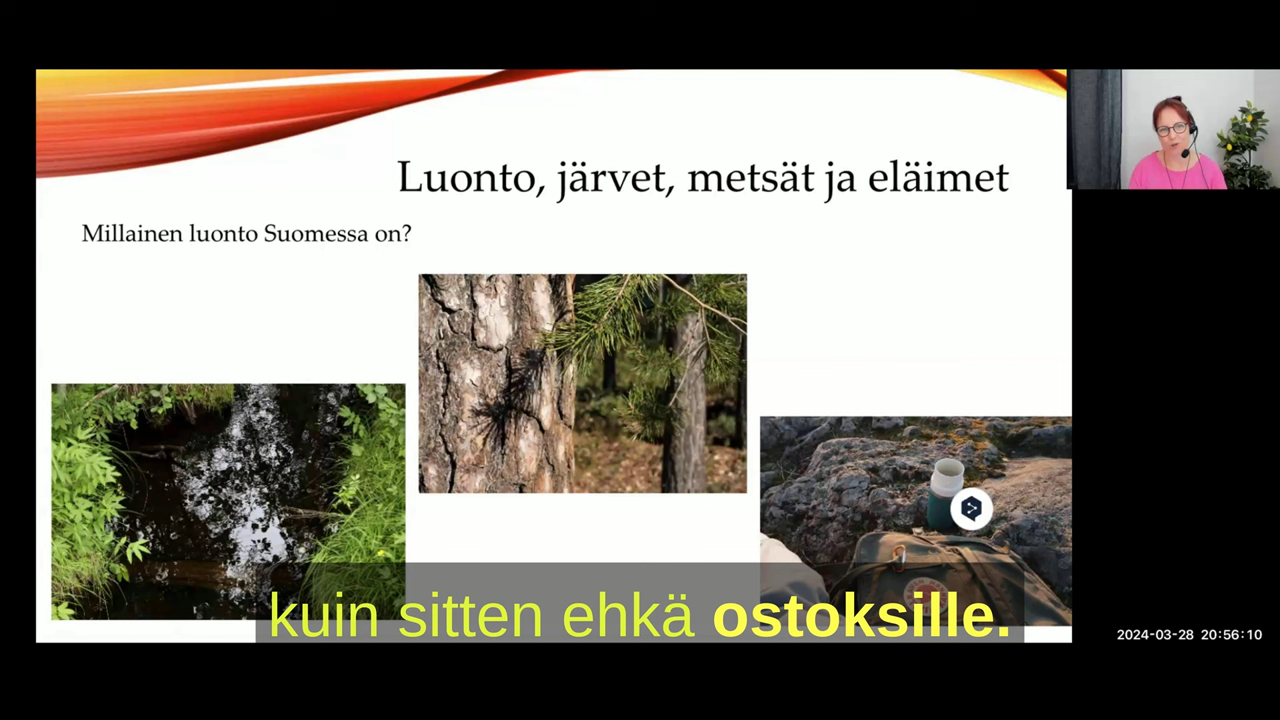 Luonto, järvet, metsät ja eläimet
Millainen luonto Suomessa on?
kuin sitten ehkä ostoksille.
2024-03-28 20:56:10